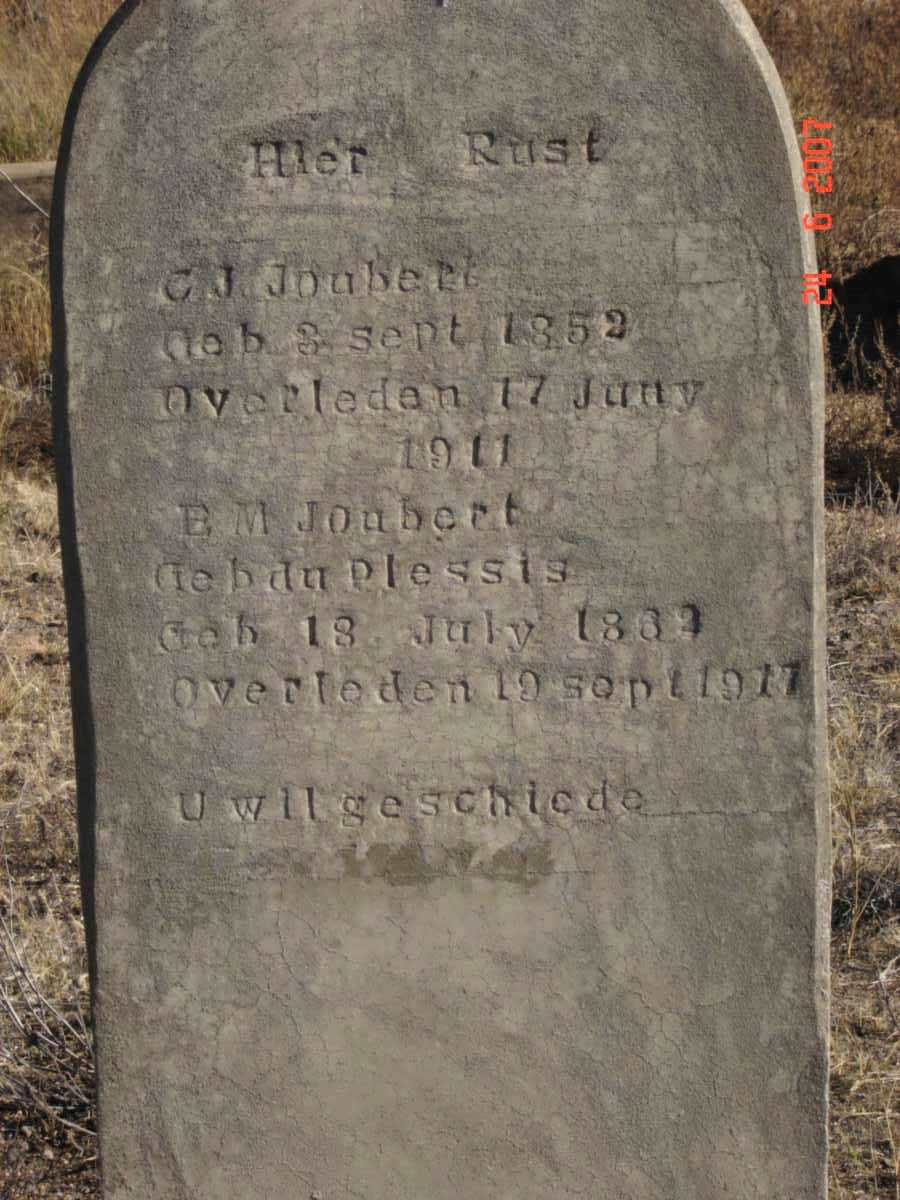 Hier Rust
C J Joubert
Geb 3 sept 1852
Overleden 17 Juny
1911
E M Joubert
Geb du Plessis
Geb 18 July 1862
Overleden 19 sept 1917
U wil geschiede
24 6 2007